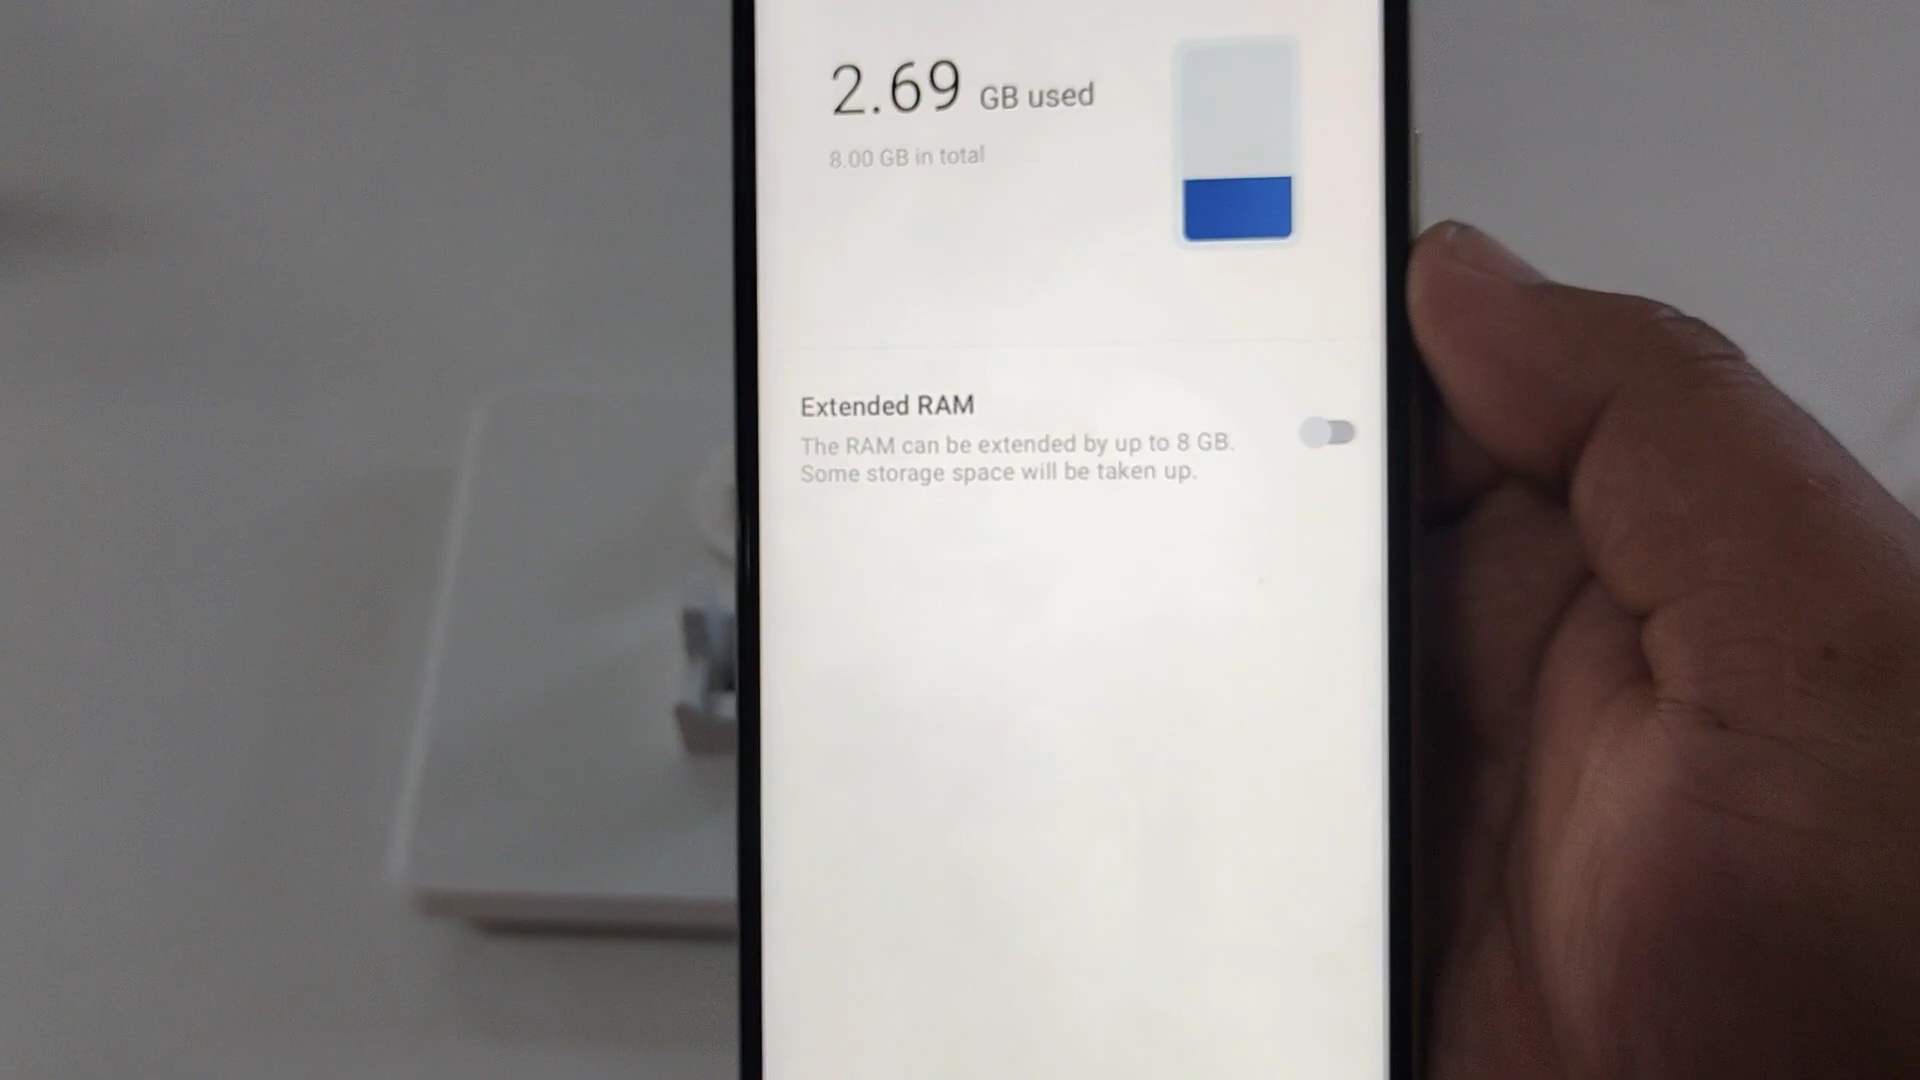 2.69 GB used
8.00 GB in total
Extended RAM
The RAM can be extended by up to 8 GB.
Some storage space will be taken up.